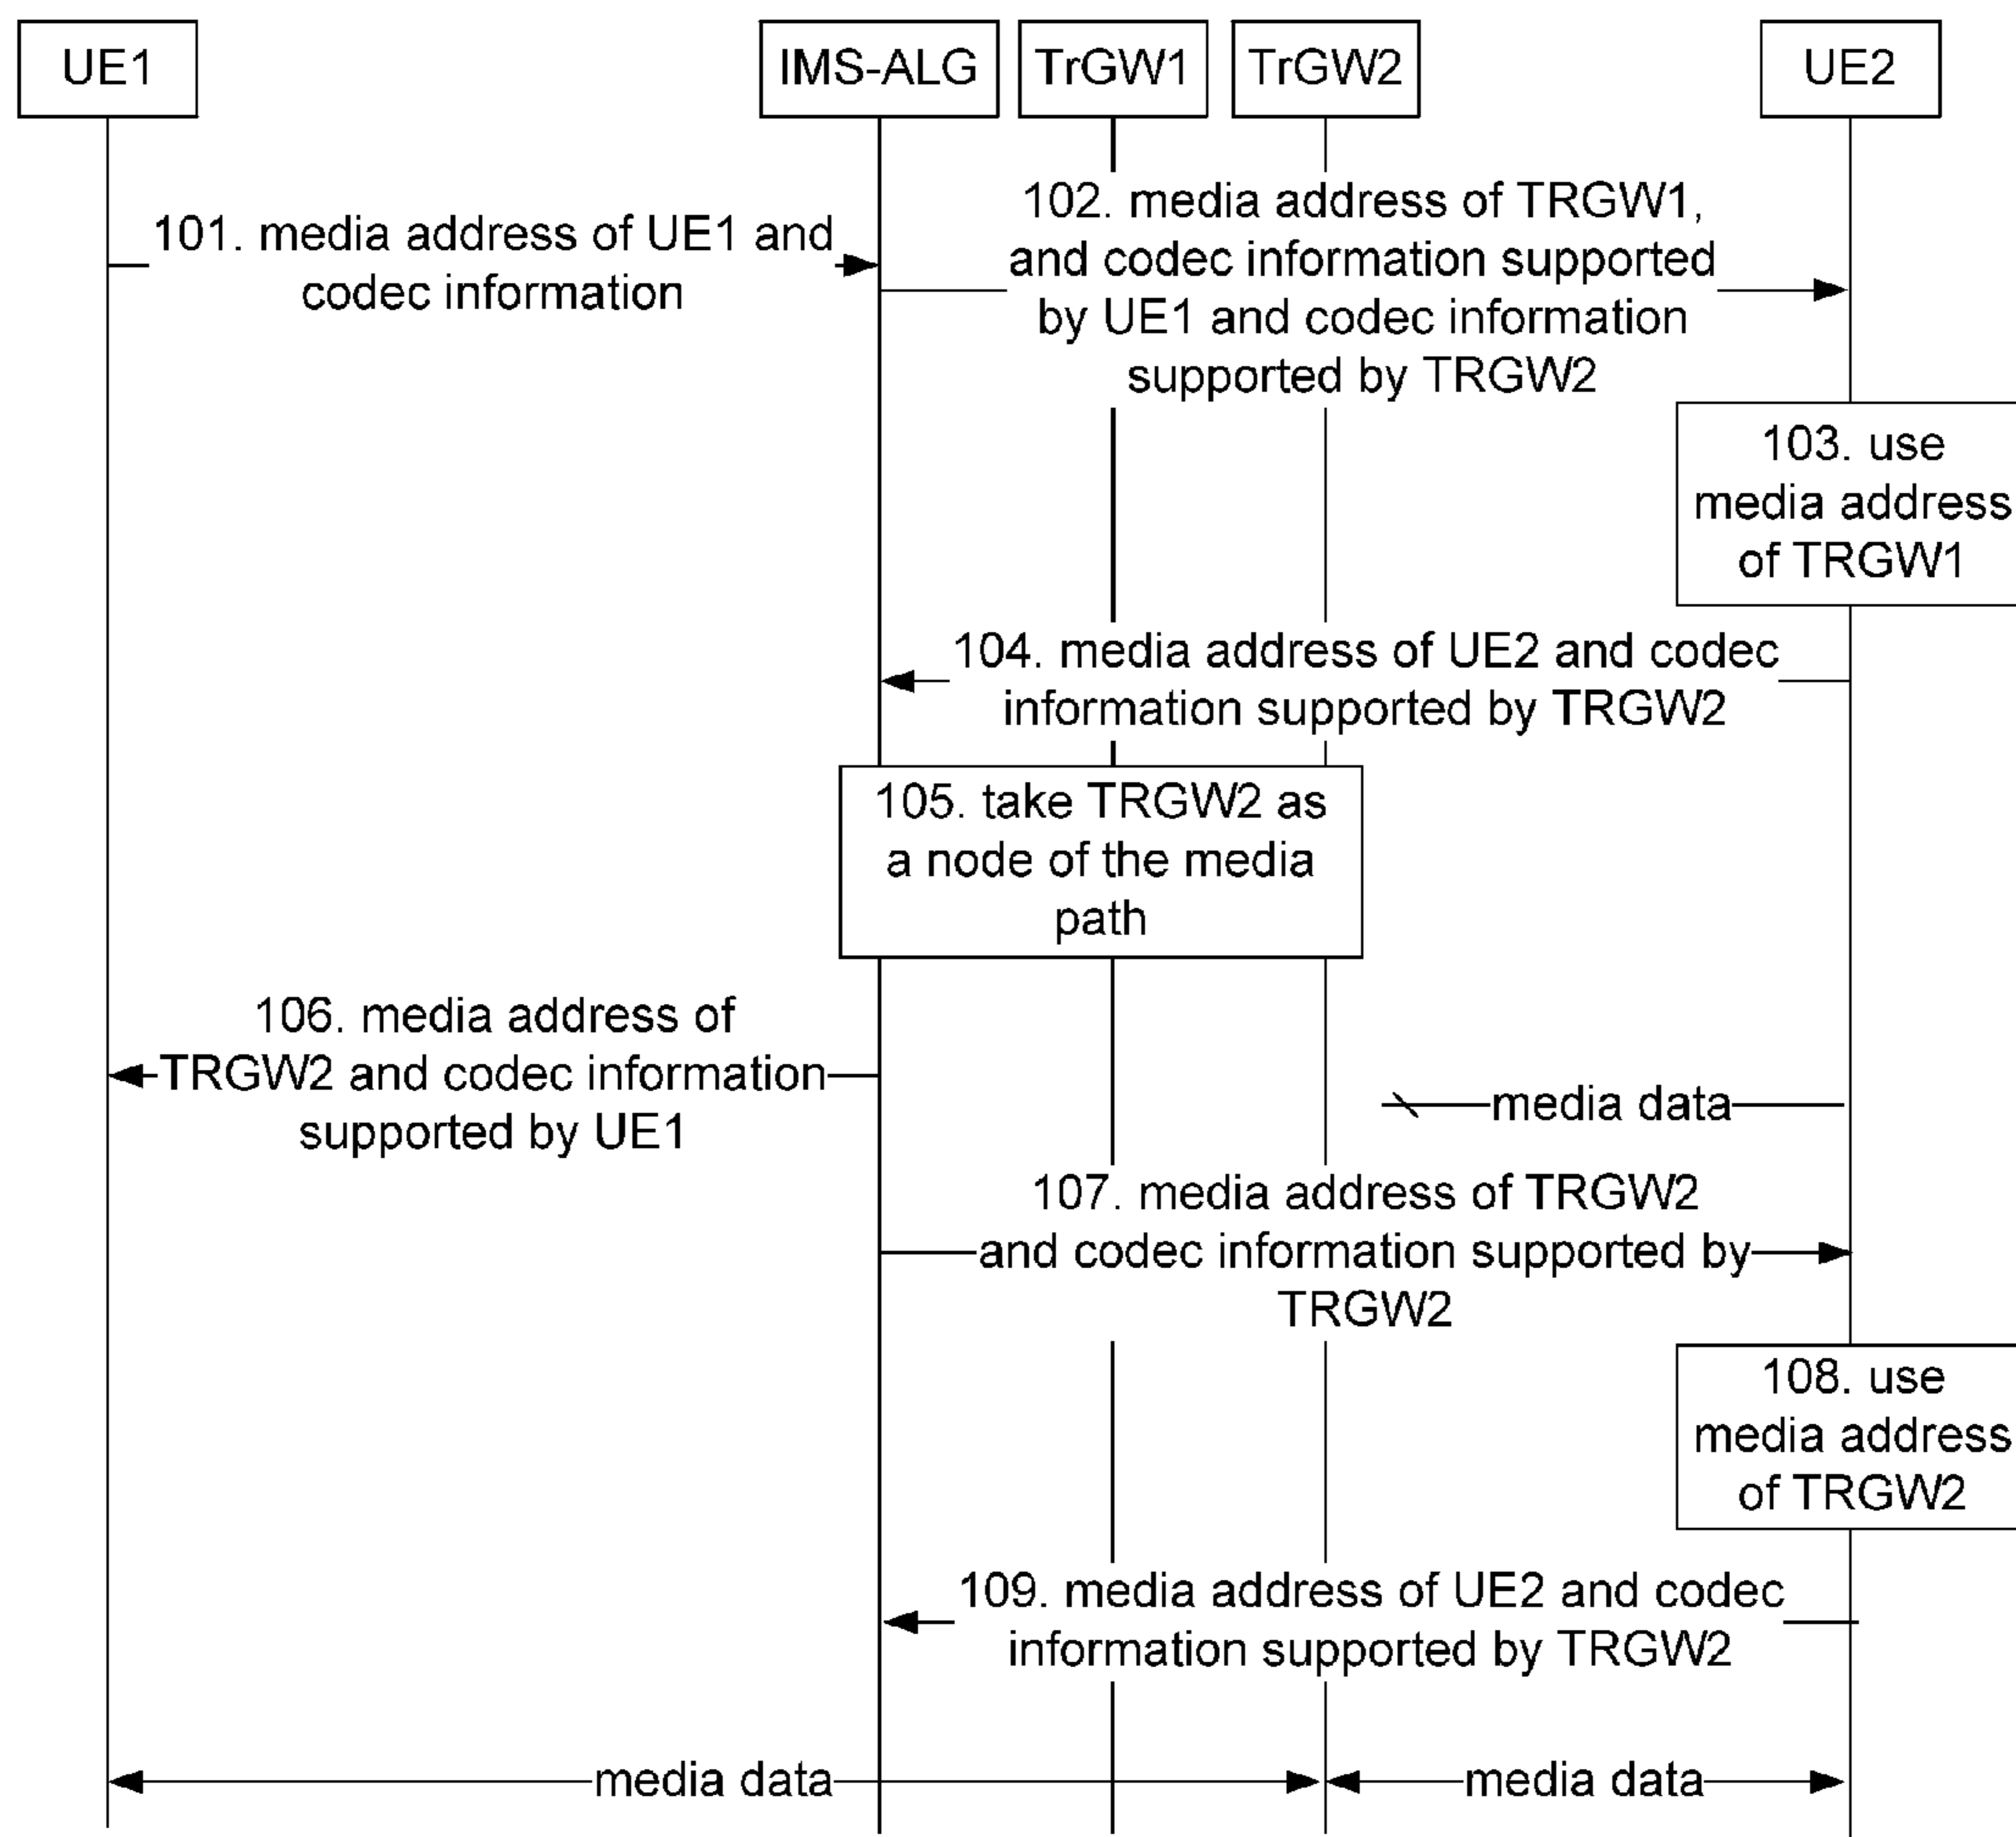 UE1
IMS-ALG
TrGW1
TrGW2
UE2
101. media address of UE1 and
codec information
102. media address of TRGW1,
and codec information supported
by UE1 and codec information
supported by TRGW2
103. use
media address
of TRGW1
104. media address of UE2 and codec
information supported by TRGW2
105. take TRGW2 as
a node of the media
path
106. media address of
TRGW2 and codec information
supported by UE1
media data
107. media address of TRGW2
and codec information supported by
TRGW2
108. use
media address
of TRGW2
109. media address of UE2 and codec
information supported by TRGW2
media data
media data